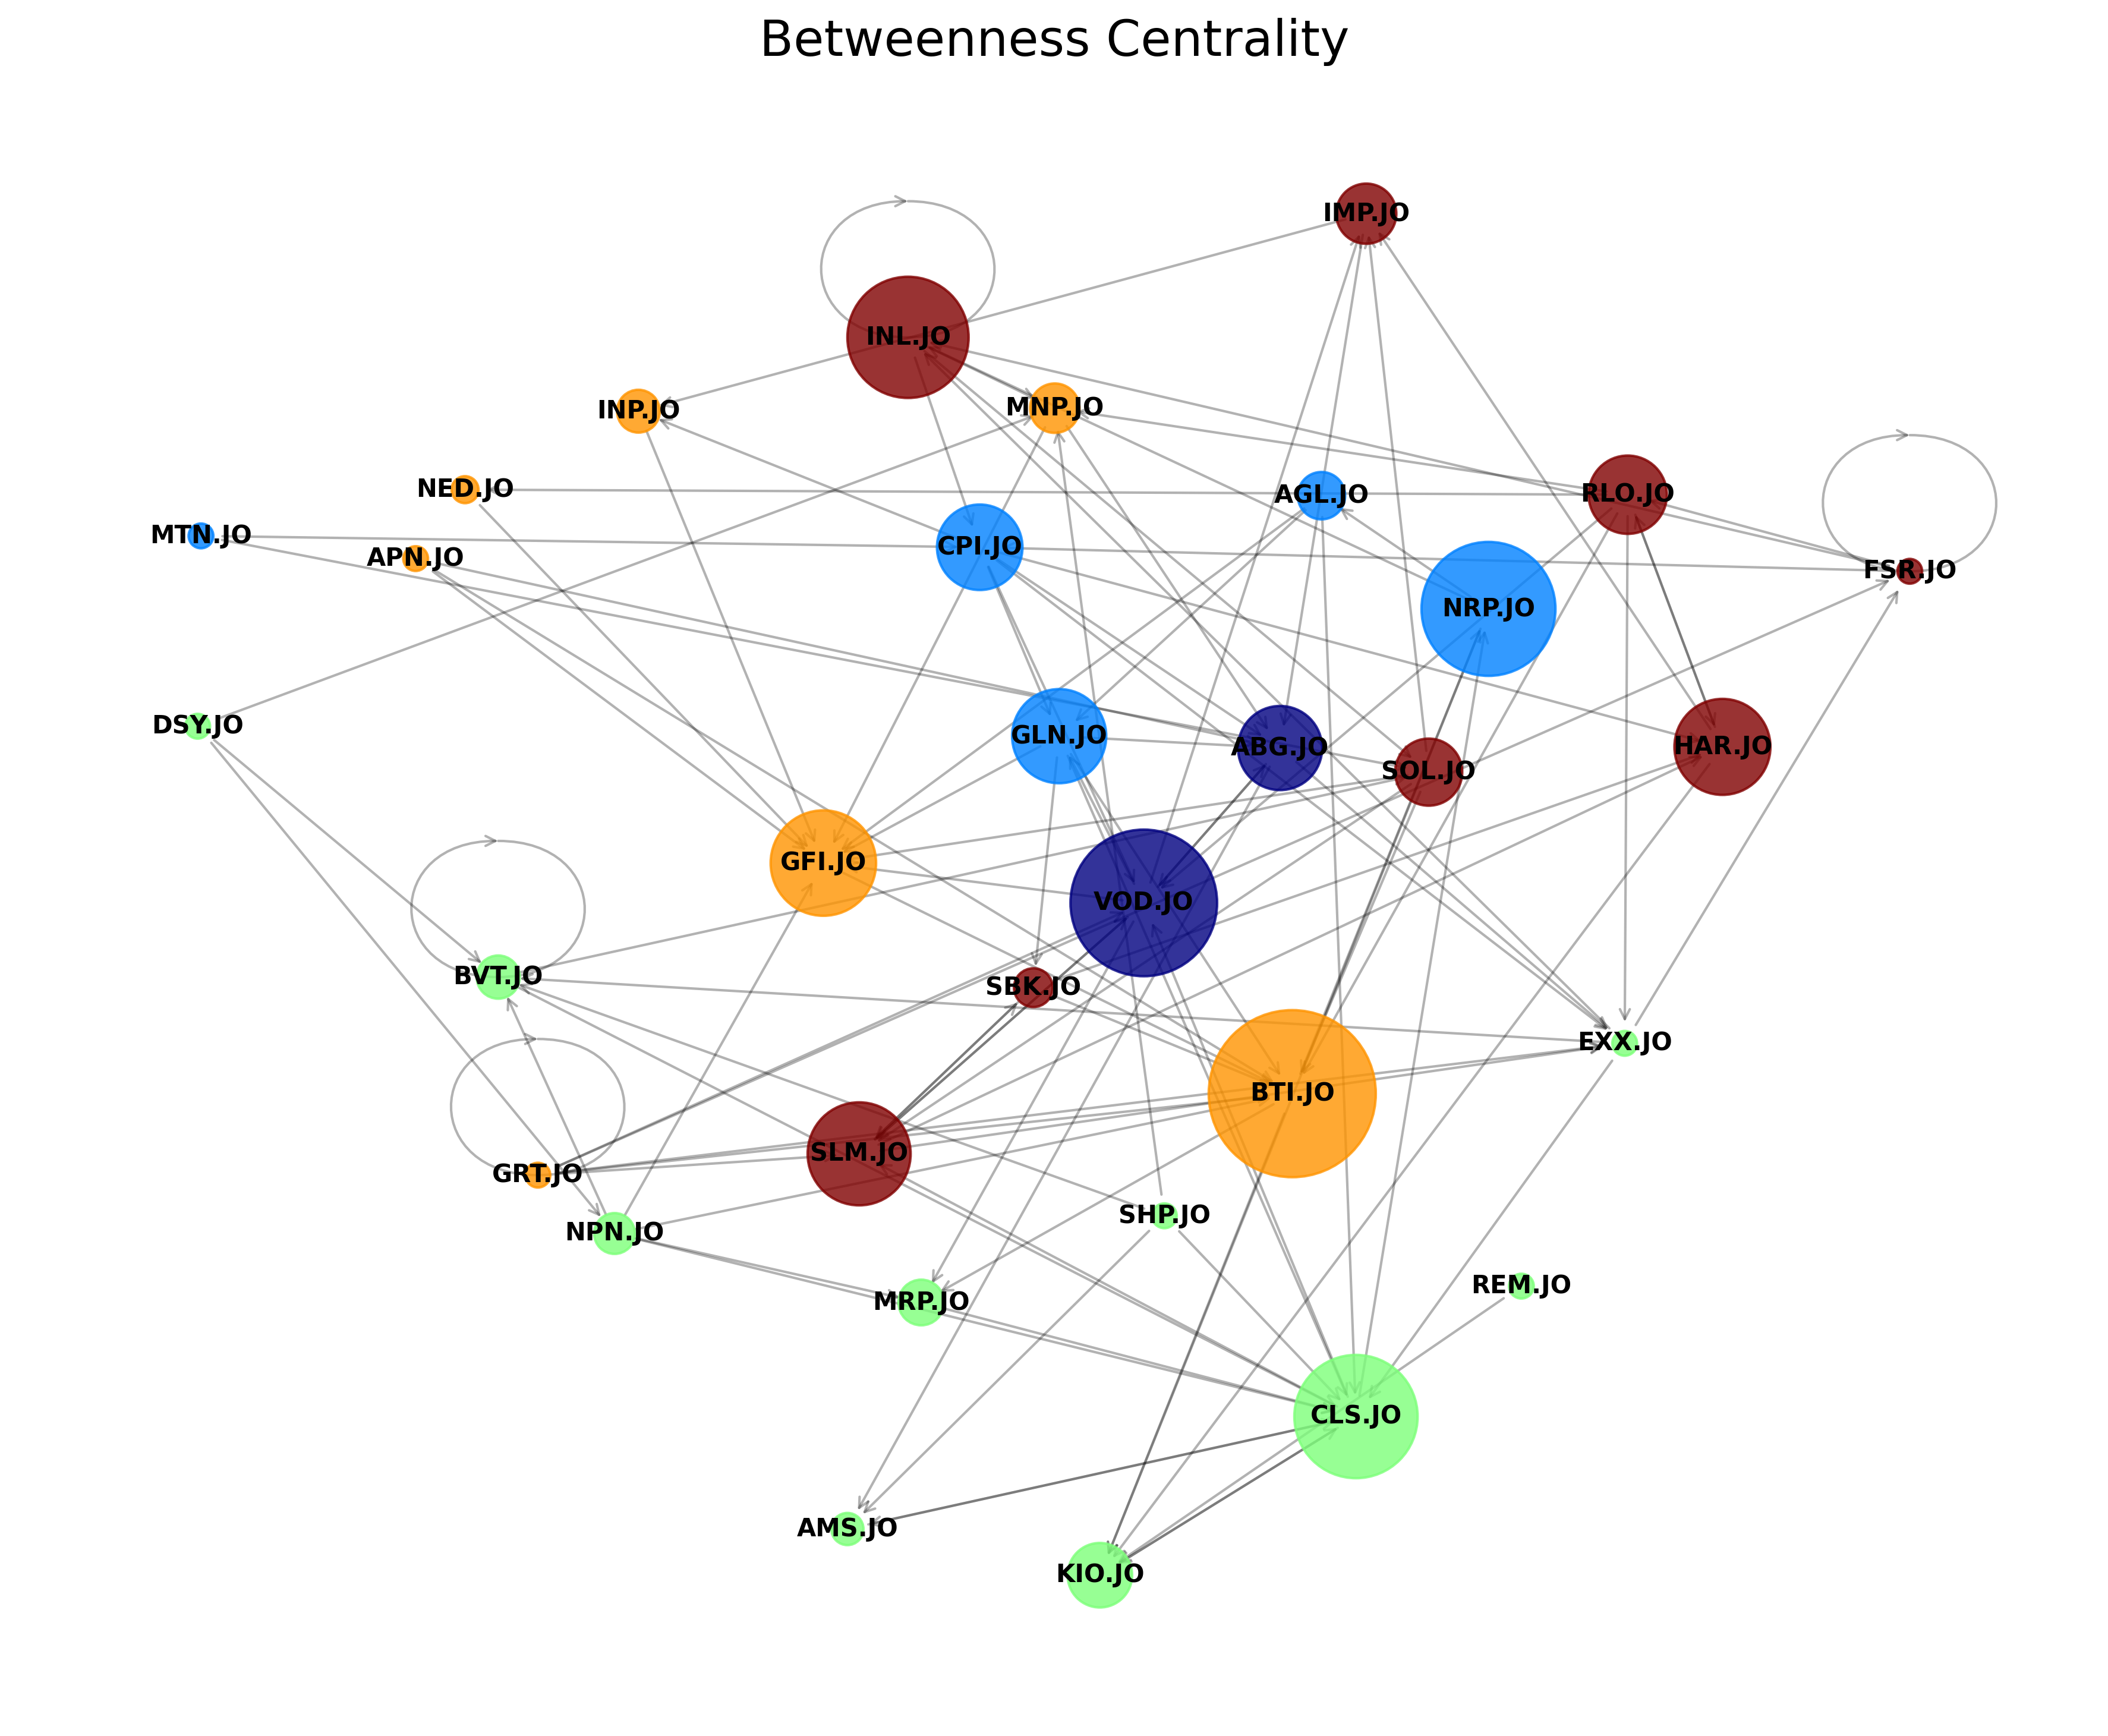 Betweenness Centrality
IMP.JO
INL.JO
INP.JO
MNP.JO
NED.JO
AGL.JO
RLO.JO
MTN.JO
APN.JO
CPI.JO
FSR.JO
NRP.JO
DSY.JO
GLN.JO
ABG.JO
HAR.JO
SOL.JO
GFI.JO
VOD.JO
BVT.JO
SBK.JO
EXX.JO
BTI.JO
SLM.JO
GRT.JO
SHP.JO
NPN.JO
REM.JO
MRP.JO
CLS.JO
AMS.JO
KIO.JO